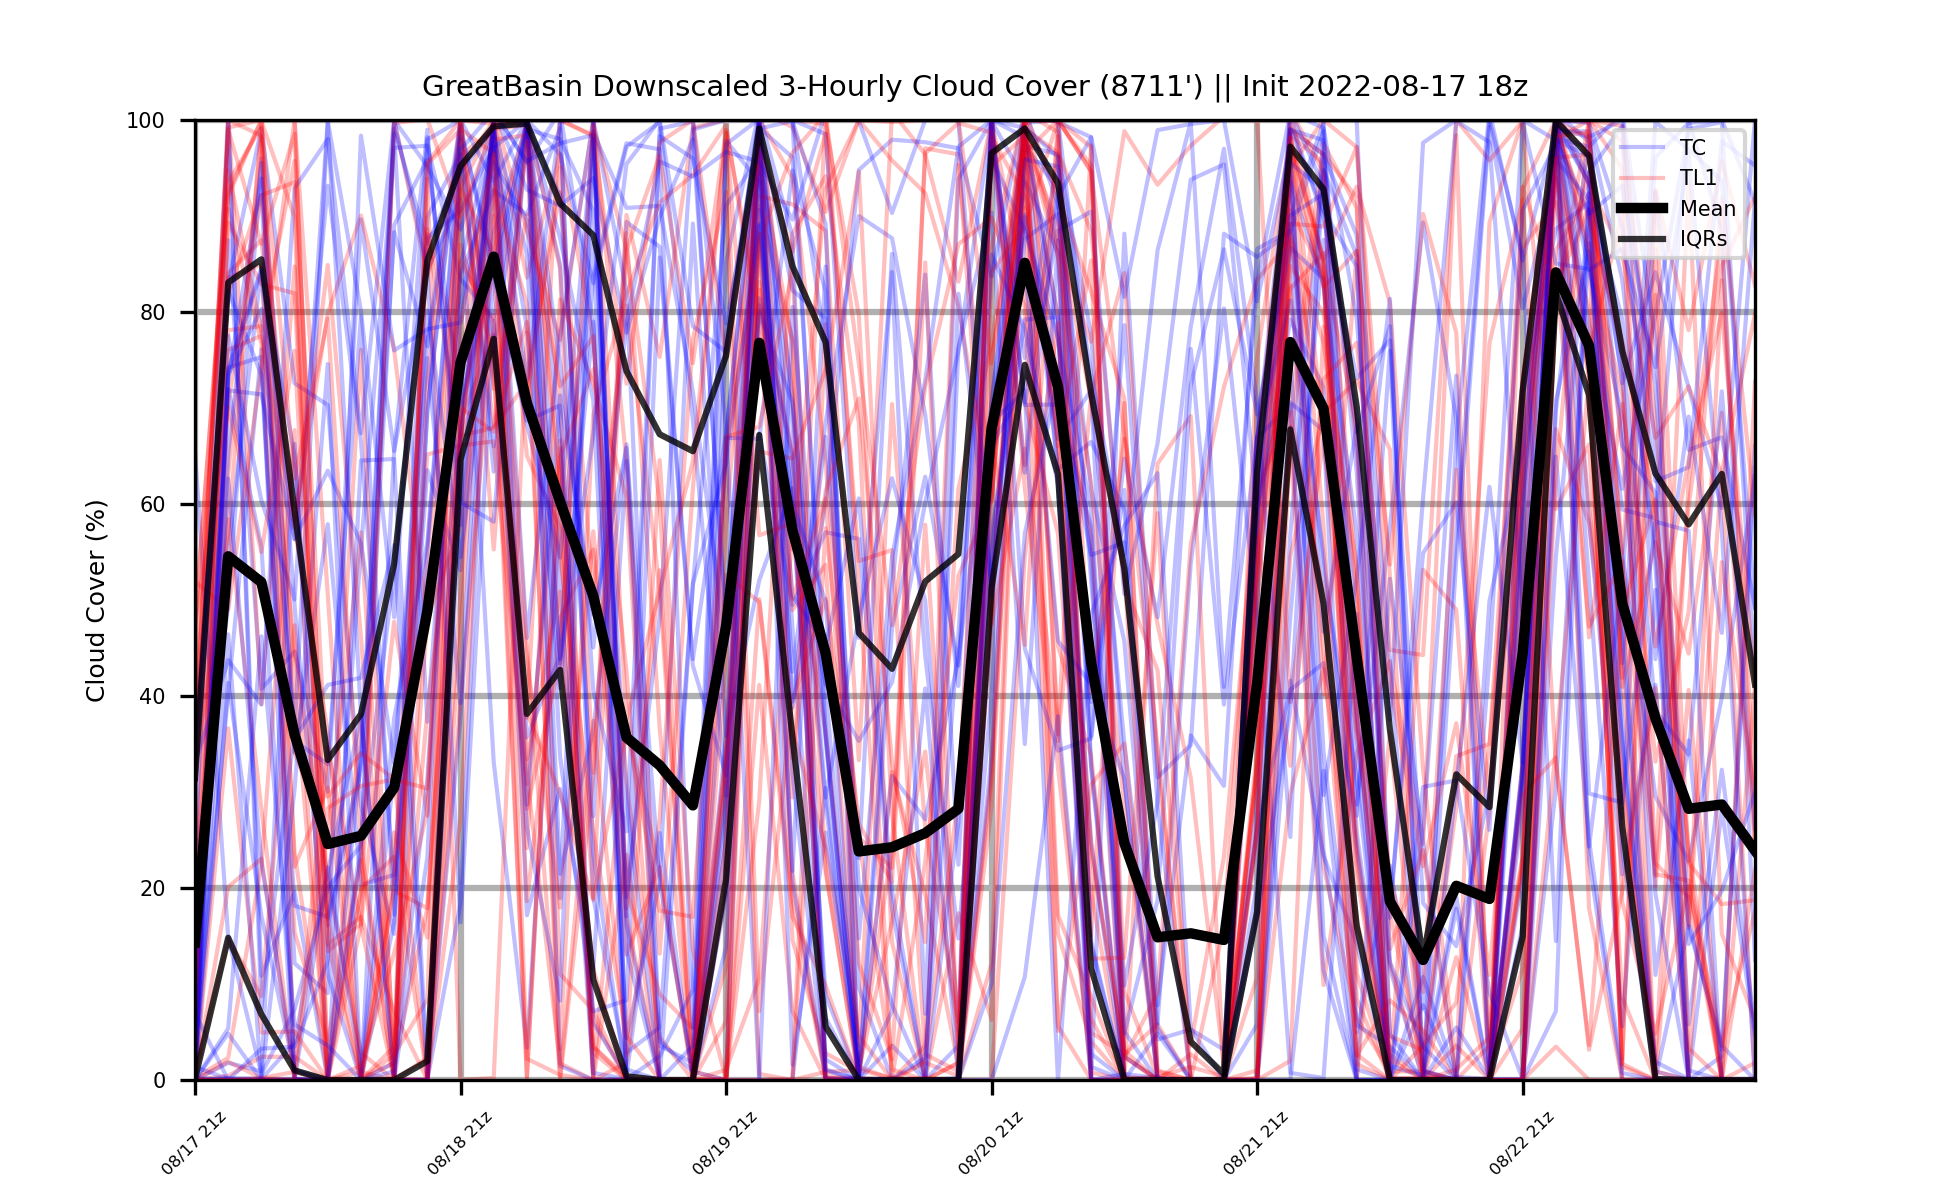 GreatBasin Downscaled 3-Hourly Cloud Cover (8711') || Init 2022-08-17 18z
Cloud Cover (%)
100
80
60
40
20
0
TC
TL1
Mean
IQRs
08/17 21z
08/18 21z
08/19 21z
08/20 21z
08/21 21z
08/22 21z